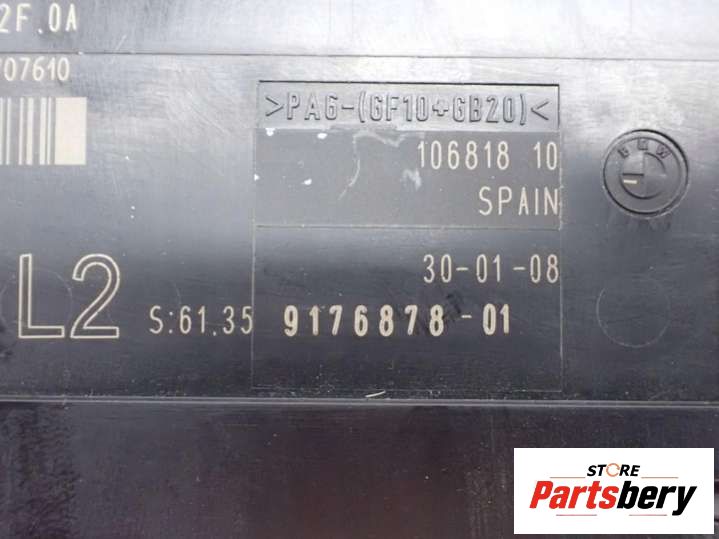 2F.0A
07610
>PA6-(GF10+GB20)<
106818 10
BMW
SPAIN
30-01-08
L2 S:61.35 9176878-01
STORE
Partsbery